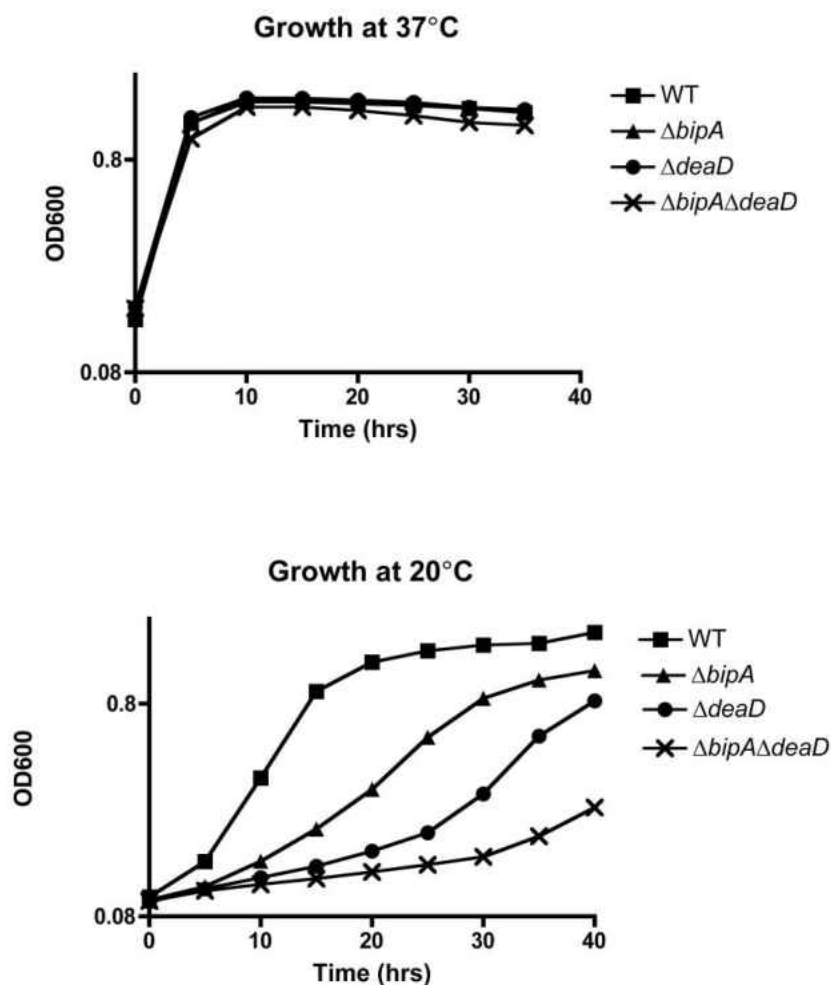 Growth at 37°C
WT
ΔbipA
ΔdeaD
ΔbipAΔdeaD
0.8
0.08
OD600
0 10 20 30 40
Time (hrs)
Growth at 20°C
WT
ΔbipA
ΔdeaD
ΔbipAΔdeaD
0.8
0.08
OD600
0 10 20 30 40
Time (hrs)